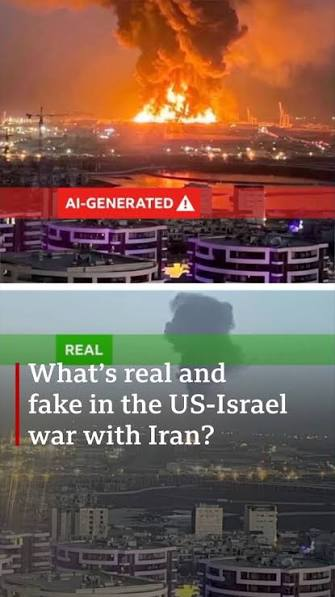 AI-GENERATED
REAL
What’s real and
fake in the US-Israel
war with Iran?